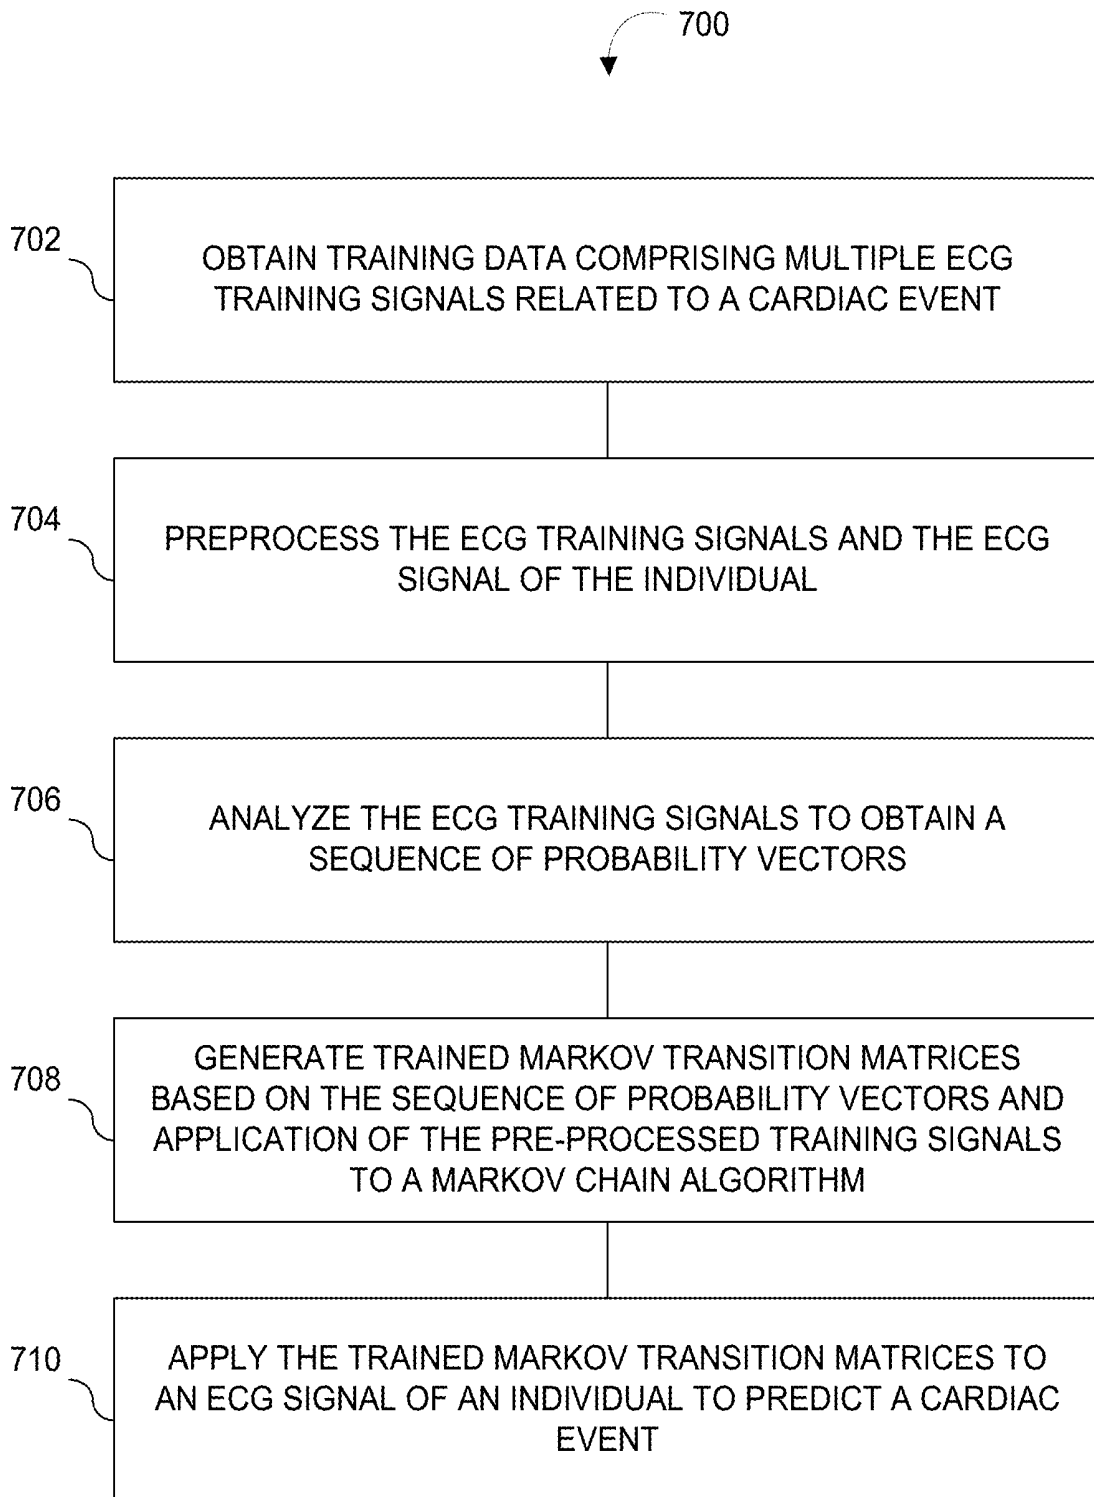 700
702
OBTAIN TRAINING DATA COMPRISING MULTIPLE ECG
TRAINING SIGNALS RELATED TO A CARDIAC EVENT
704
PREPROCESS THE ECG TRAINING SIGNALS AND THE ECG
SIGNAL OF THE INDIVIDUAL
706
ANALYZE THE ECG TRAINING SIGNALS TO OBTAIN A
SEQUENCE OF PROBABILITY VECTORS
708
GENERATE TRAINED MARKOV TRANSITION MATRICES
BASED ON THE SEQUENCE OF PROBABILITY VECTORS AND
APPLICATION OF THE PRE-PROCESSED TRAINING SIGNALS
TO A MARKOV CHAIN ALGORITHM
710
APPLY THE TRAINED MARKOV TRANSITION MATRICES TO
AN ECG SIGNAL OF AN INDIVIDUAL TO PREDICT A CARDIAC
EVENT